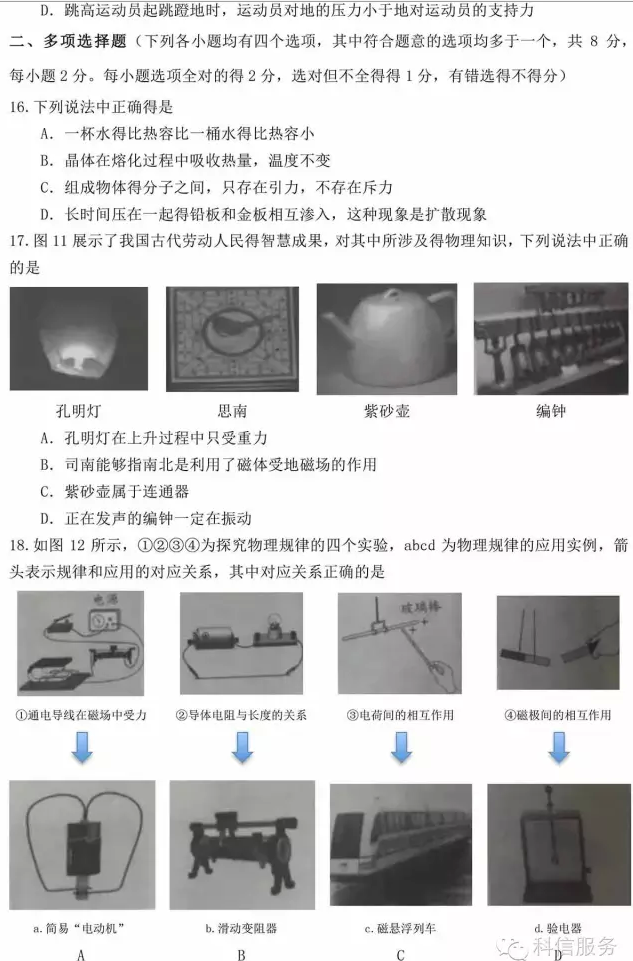 D. 跳高运动员起跳蹬地时，运动员对地的压力小于地对运动员的支持力
二、多项选择题（下列各小题均有四个选项，其中符合题意的选项均多于一个，共 8 分，
每小题 2 分。每小题选项全对的得 2 分，选对但不全得得 1 分，有错选得不得分）
16. 下列说法中正确得是
A. 一杯水得比热容比一桶水得比热容小
B. 晶体在熔化过程中吸收热量，温度不变
C. 组成物体得分子之间，只存在引力，不存在斥力
D. 长时间压在一起得铅板和金板相互渗入，这种现象是扩散现象
17. 图 11 展示了我国古代劳动人民得智慧成果，对其中所涉及得物理知识，下列说法中正确
的是
孔明灯 思南 紫砂壶 编钟
A. 孔明灯在上升过程中只受重力
B. 司南能够指南北是利用了磁体受地磁场的作用
C. 紫砂壶属于连通器
D. 正在发声的编钟一定在振动
18. 如图 12 所示，①②③④为探究物理规律的四个实验，abcd 为物理规律的应用实例，箭
头表示规律和应用的对应关系，其中对应关系正确的是
电源 玻璃棒
①通电导线在磁场中受力 ②导体电阻与长度的关系 ③电荷间的相互作用 ④磁极间的相互作用
a.简易“电动机” b.滑动变阻器 c.磁悬浮列车 d.验电器
A B C D
科信服务